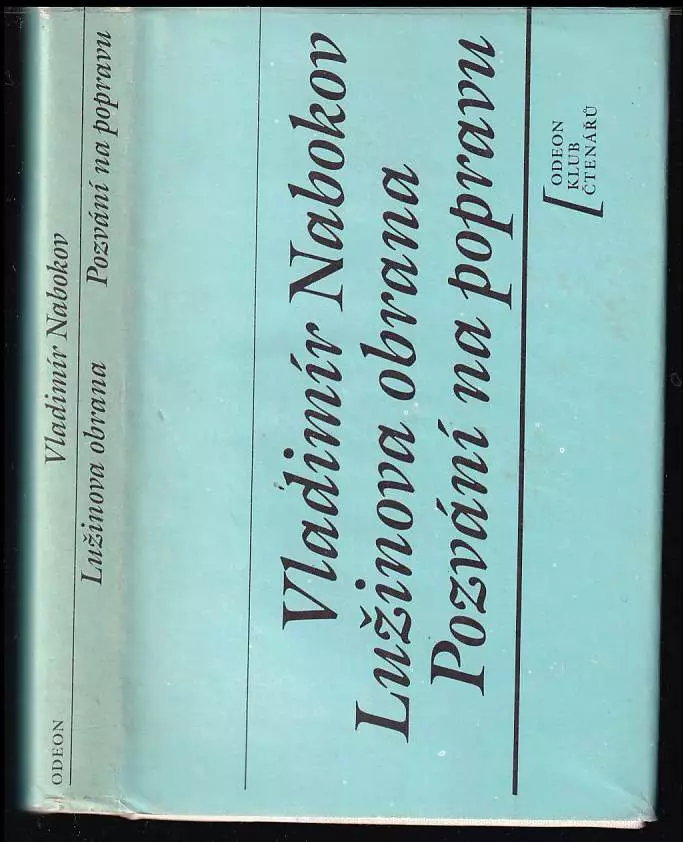 ODEON
Vladimír Nabokov
Lužinova obrana Pozvání na popravu
Vladimír Nabokov
Lužinova obrana
Pozvání na popravu
ODEON
KLUB
ČTENÁŘŮ